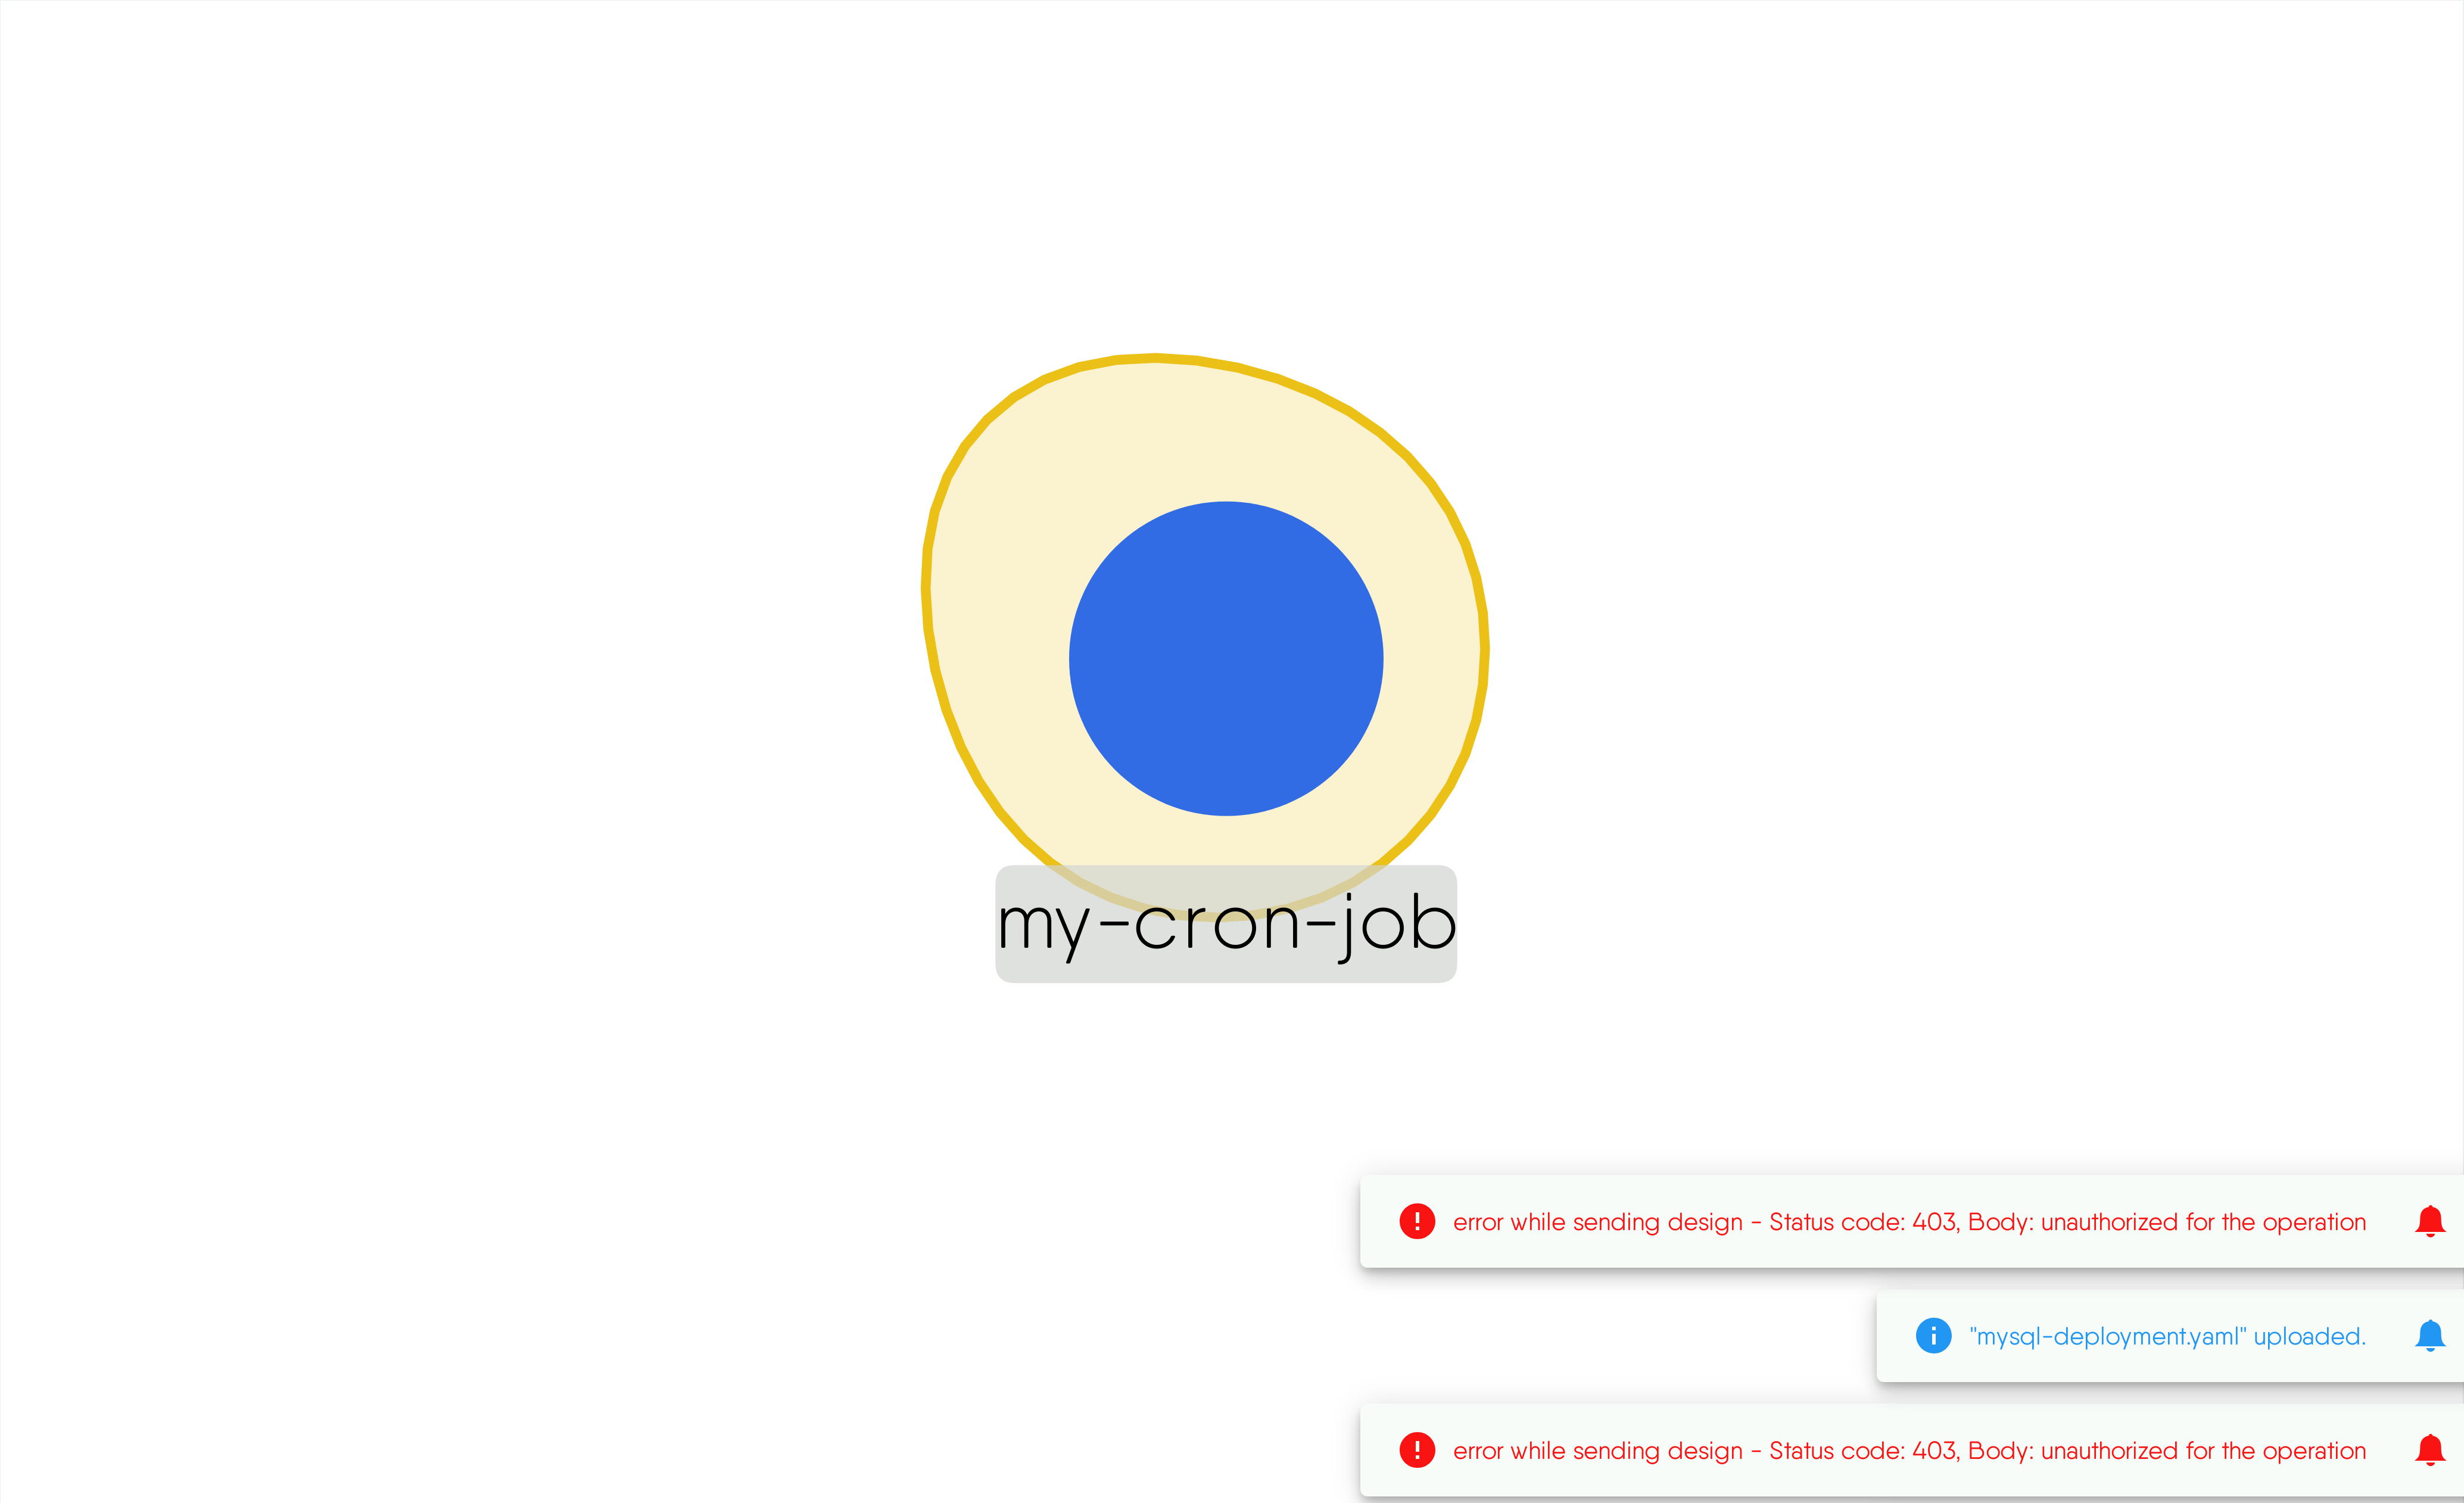 my-cron-job
error while sending design - Status code: 403, Body: unauthorized for the operation
"mysql-deployment.yaml" uploaded.
error while sending design - Status code: 403, Body: unauthorized for the operation